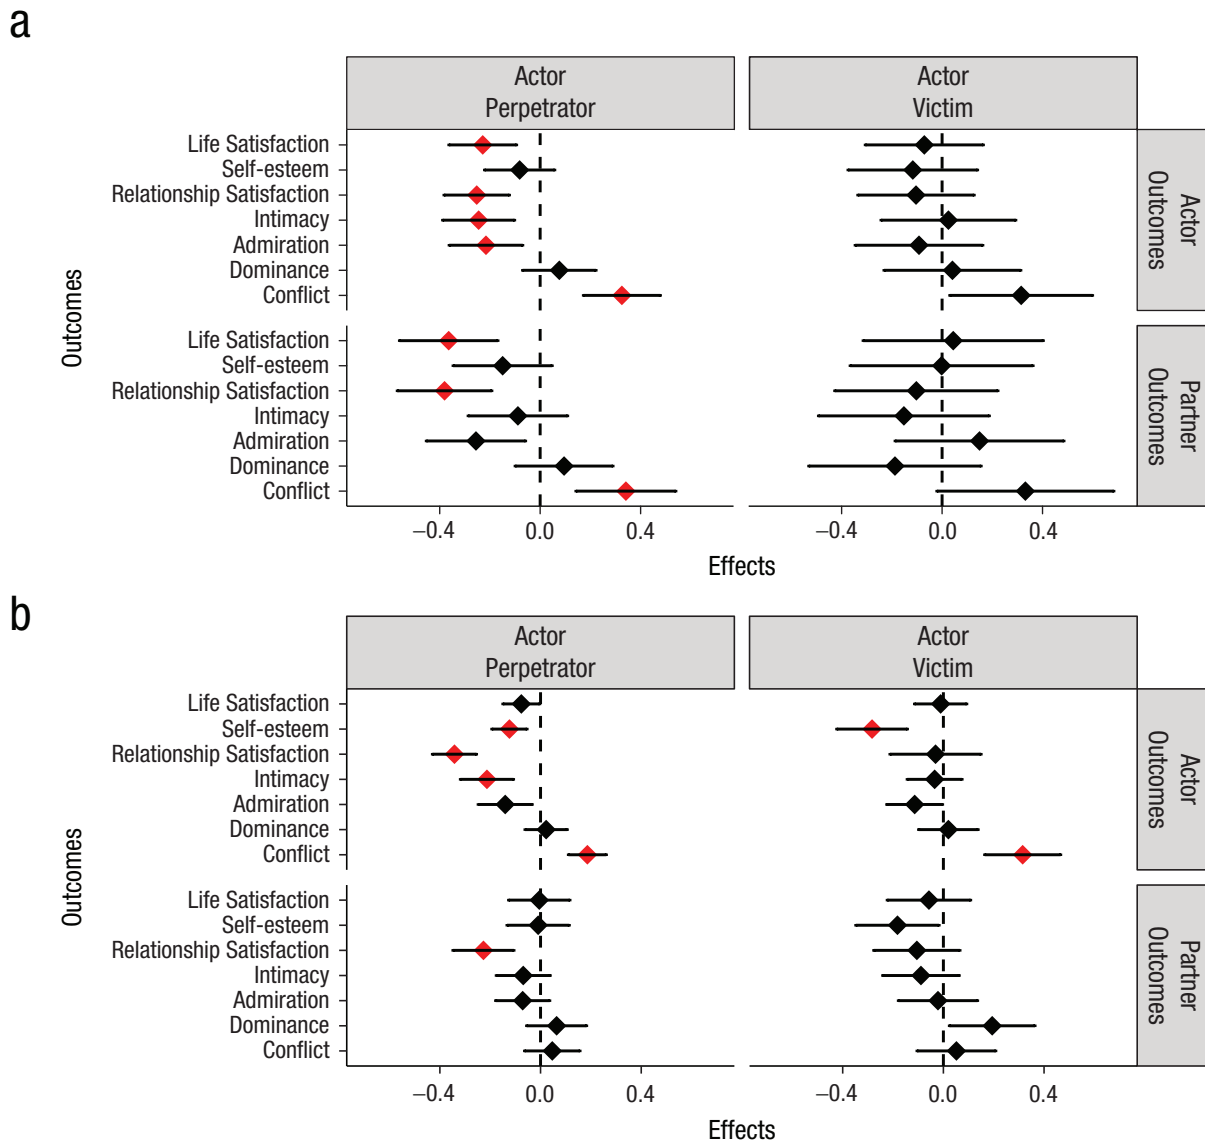 a
Actor
Perpetrator
Actor
Victim
Outcomes
Life Satisfaction
Self-esteem
Relationship Satisfaction
Intimacy
Admiration
Dominance
Conflict
Actor
Outcomes
Life Satisfaction
Self-esteem
Relationship Satisfaction
Intimacy
Admiration
Dominance
Conflict
Partner
Outcomes
−0.4 0.0 0.4 −0.4 0.0 0.4
Effects
b
Actor
Perpetrator
Actor
Victim
Outcomes
Life Satisfaction
Self-esteem
Relationship Satisfaction
Intimacy
Admiration
Dominance
Conflict
Actor
Outcomes
Life Satisfaction
Self-esteem
Relationship Satisfaction
Intimacy
Admiration
Dominance
Conflict
Partner
Outcomes
−0.4 0.0 0.4 −0.4 0.0 0.4
Effects